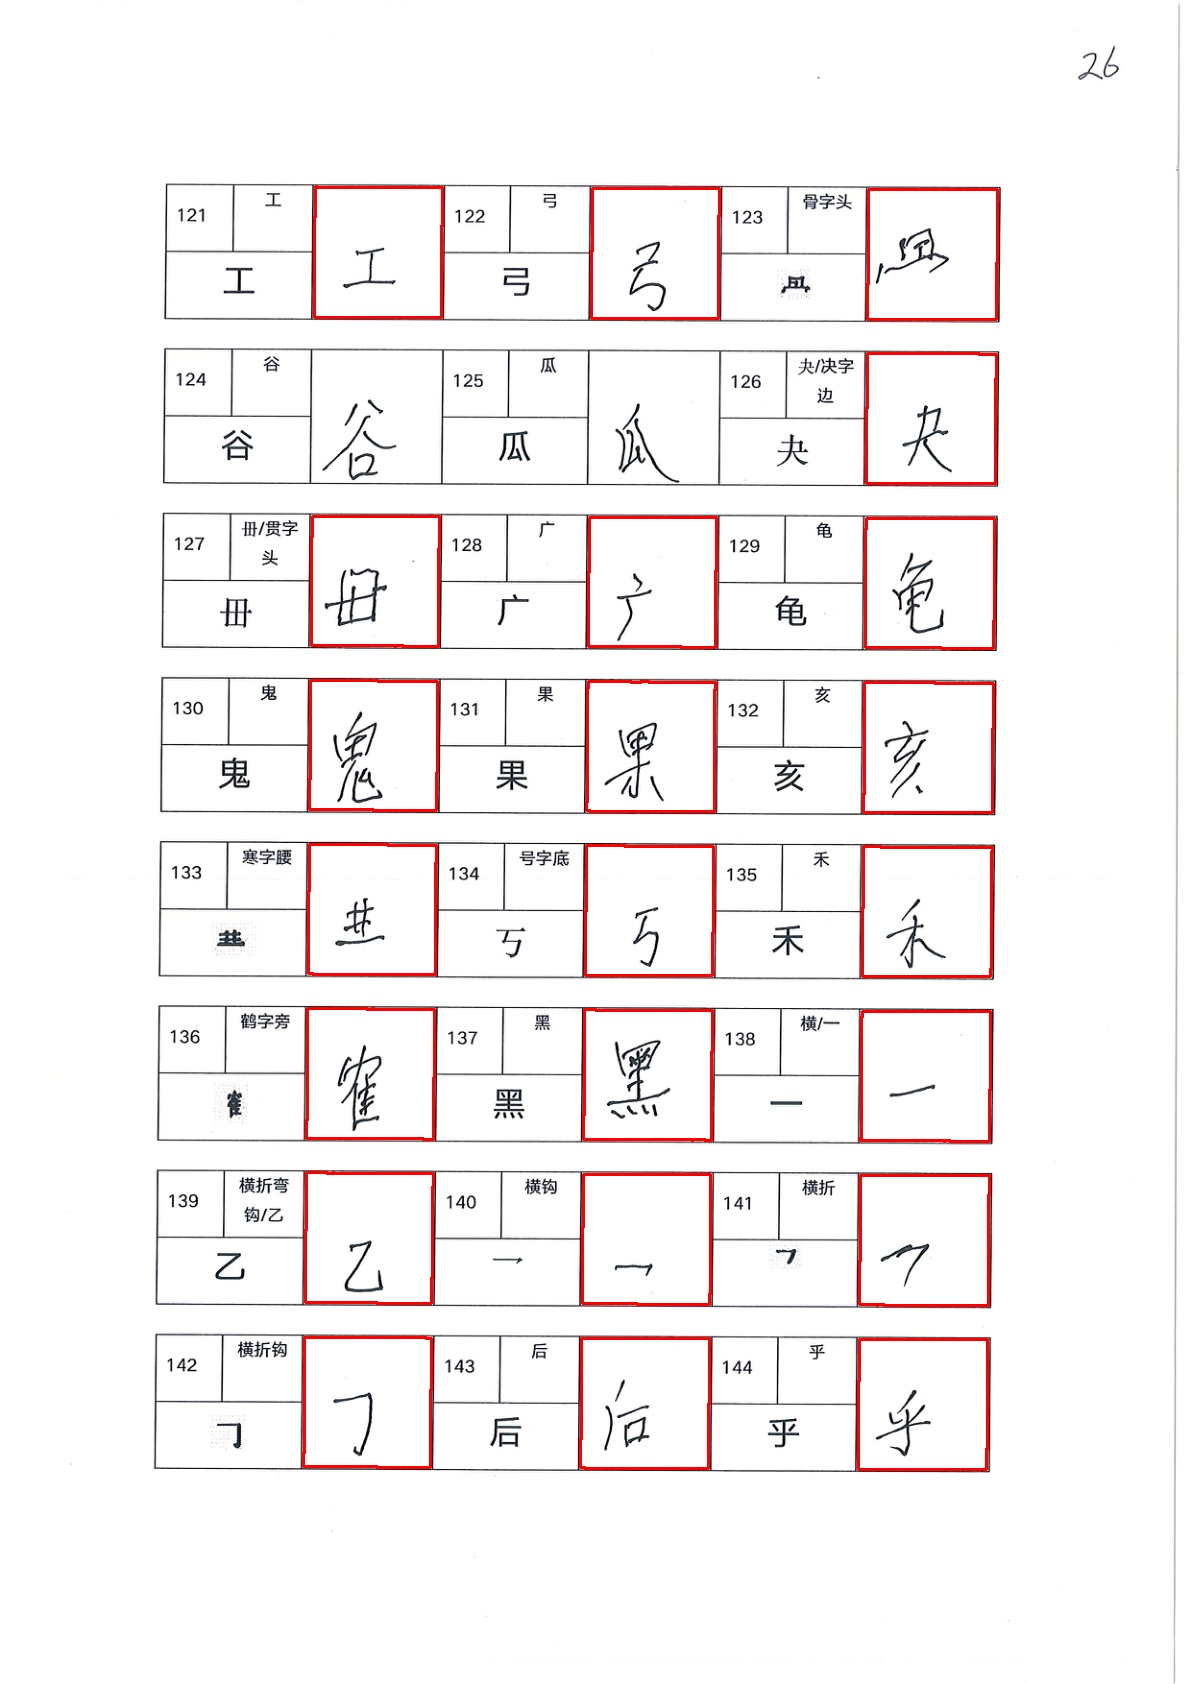 26
121 工 工 工
122 弓 弓 弓
123 骨字头
124 谷 谷 谷
125 瓜 瓜 瓜
126 夬/决字边 夬 夬
127 毌/贯字头 毌 毌
128 广 广 广
129 龟 龟 龟
130 鬼 鬼 鬼
131 果 果 果
132 亥 亥 亥
133 寒字腰 𠀎 𠀎
134 号字底 丂 丂
135 禾 禾 禾
136 鹤字旁 隺 隺
137 黑 黑 黑
138 横/一 一 一
139 横折弯钩/乙 乙 乙
140 横钩 乛 乛
141 横折 ㇕ ㇕
142 横折钩 ㇆ ㇆
143 后 后 后
144 乎 乎 乎